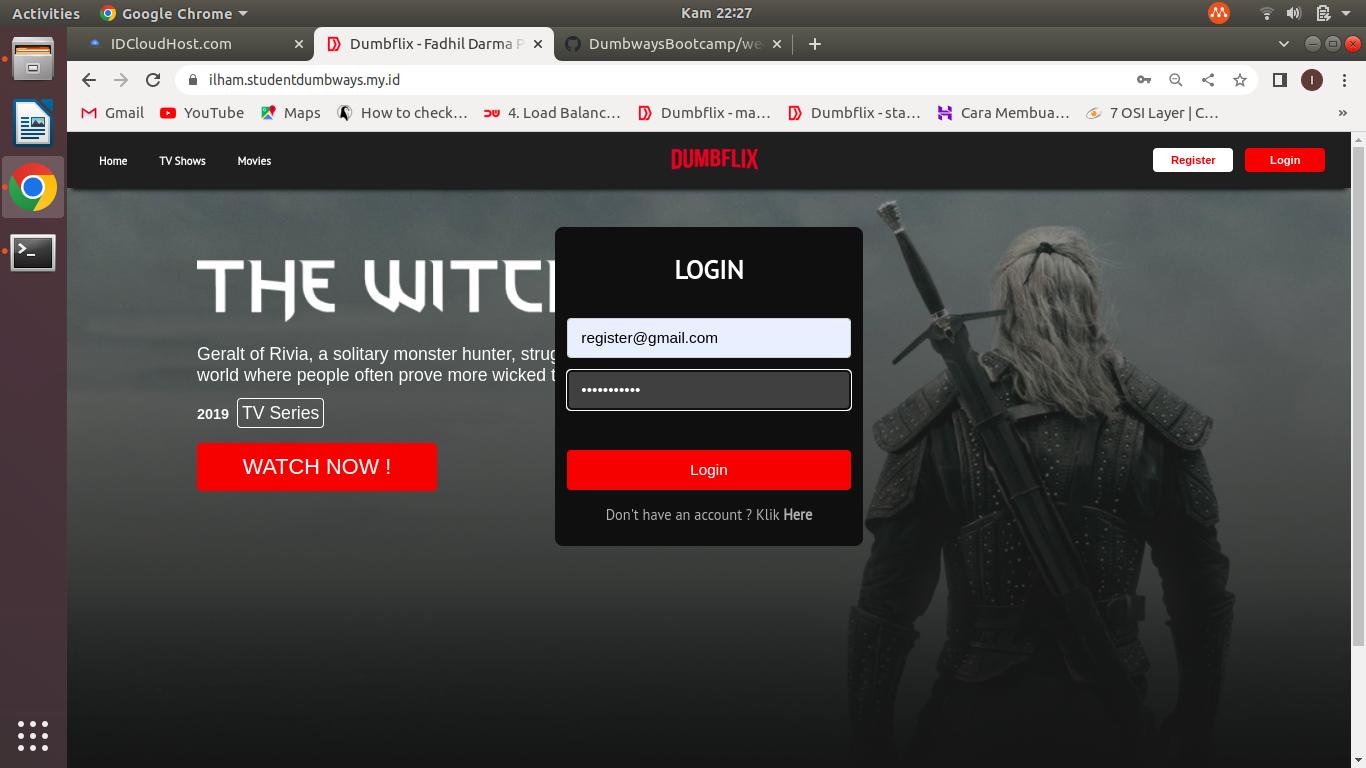 Activities Google Chrome Kam 22:27
IDCloudHost.com Dumbflix - Fadhil Darma P DumbwaysBootcamp/we
ilham.studentdumbways.my.id I
Gmail YouTube Maps How to check… 4. Load Balanc… Dumbflix - ma… Dumbflix - sta… Cara Membua… 7 OSI Layer | C… »
Home TV Shows Movies DUMBFLIX Register Login
LOGIN
THE WITC
register@gmail.com
Geralt of Rivia, a solitary monster hunter, strug
world where people often prove more wicked t
•••••••••••
2019 TV Series
WATCH NOW !
Login
Don't have an account ? Klik Here